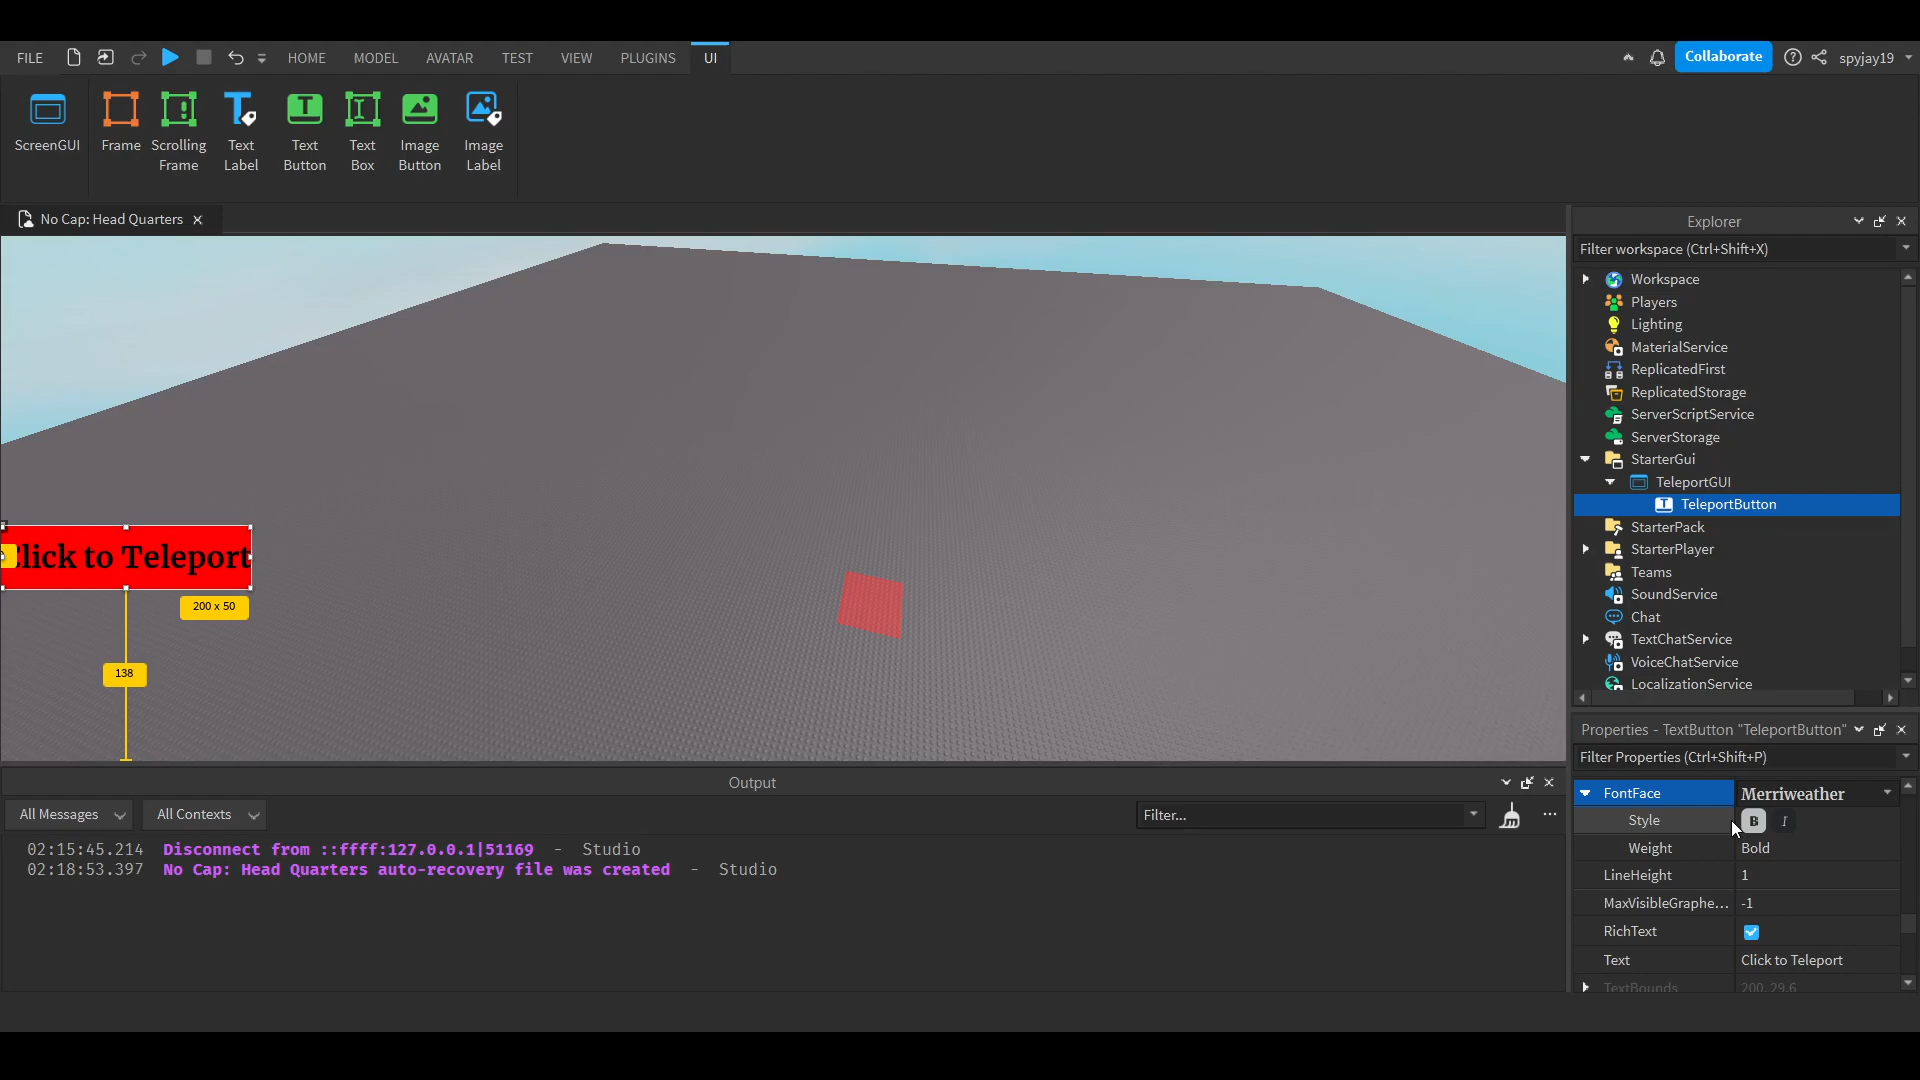 FILE
HOME
MODEL
AVATAR
TEST
VIEW
PLUGINS
UI
Collaborate
spyjay19
ScreenGUI
Frame
Scrolling
Frame
Text
Label
Text
Button
Text
Box
Image
Button
Image
Label
No Cap: Head Quarters
Click to Teleport
200 x 50
138
Explorer
Filter workspace (Ctrl+Shift+X)
Workspace
Players
Lighting
MaterialService
ReplicatedFirst
ReplicatedStorage
ServerScriptService
ServerStorage
StarterGui
TeleportGUI
TeleportButton
StarterPack
StarterPlayer
Teams
SoundService
Chat
TextChatService
VoiceChatService
LocalizationService
Properties - TextButton "TeleportButton"
Filter Properties (Ctrl+Shift+P)
FontFace Merriweather
Style B I
Weight Bold
LineHeight 1
MaxVisibleGraphe... -1
RichText
Text Click to Teleport
TextBounds 200, 29.6
Output
All Messages
All Contexts
Filter...
02:15:45.214 Disconnect from ::ffff:127.0.0.1|51169 - Studio
02:18:53.397 No Cap: Head Quarters auto-recovery file was created - Studio